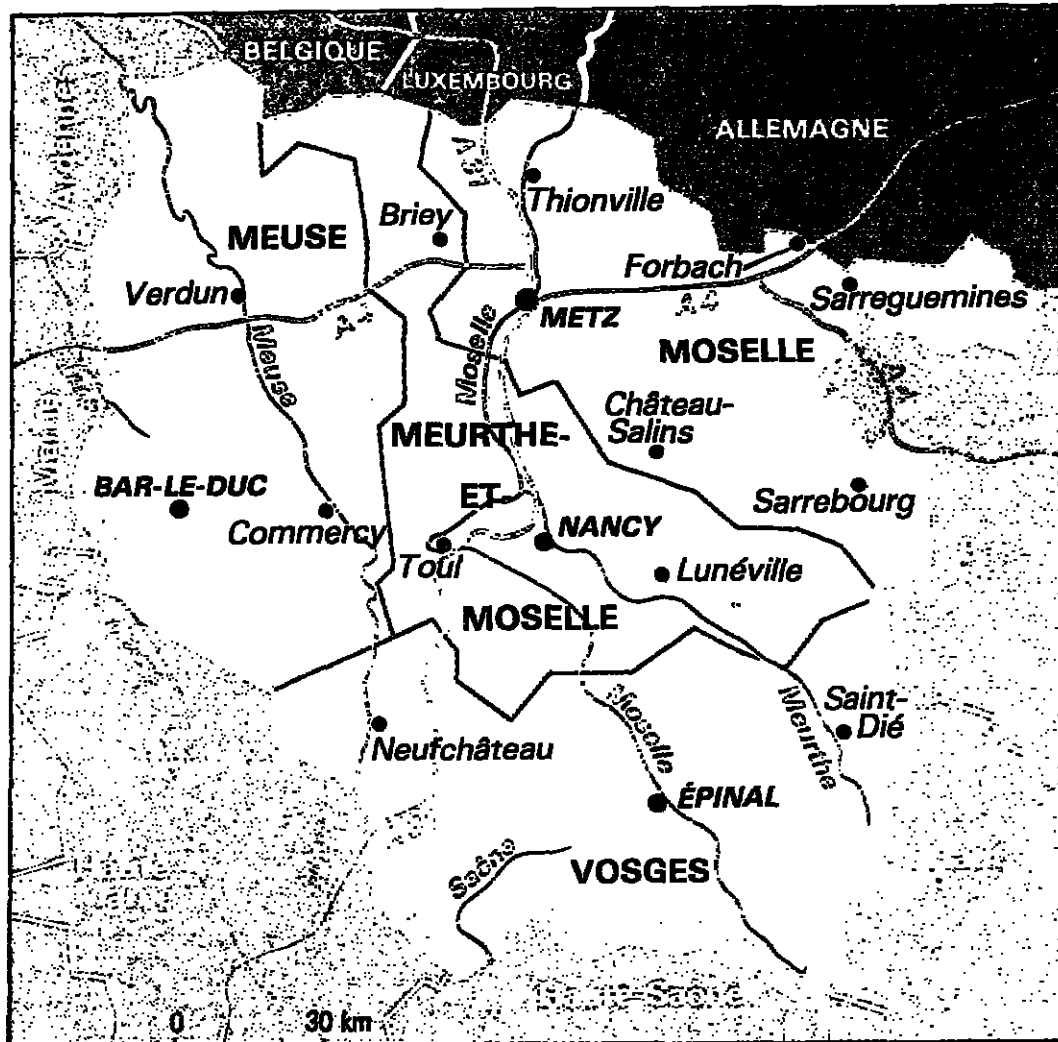 BELGIQUE
LUXEMBOURG
ALLEMAGNE
Thionville
Briey
MEUSE
Forbach
Verdun
Sarreguemines
METZ
A4
Moselle
MOSELLE
Meuse
Château-
Salins
MEURTHE-
BAR-LE-DUC
ET-
Sarrebourg
Commercy
NANCY
Toul
Lunéville
MOSELLE
Saint-
Dié
Meurthe
Neufchâteau
Moselle
ÉPINAL
Saône
VOSGES
0 30 km